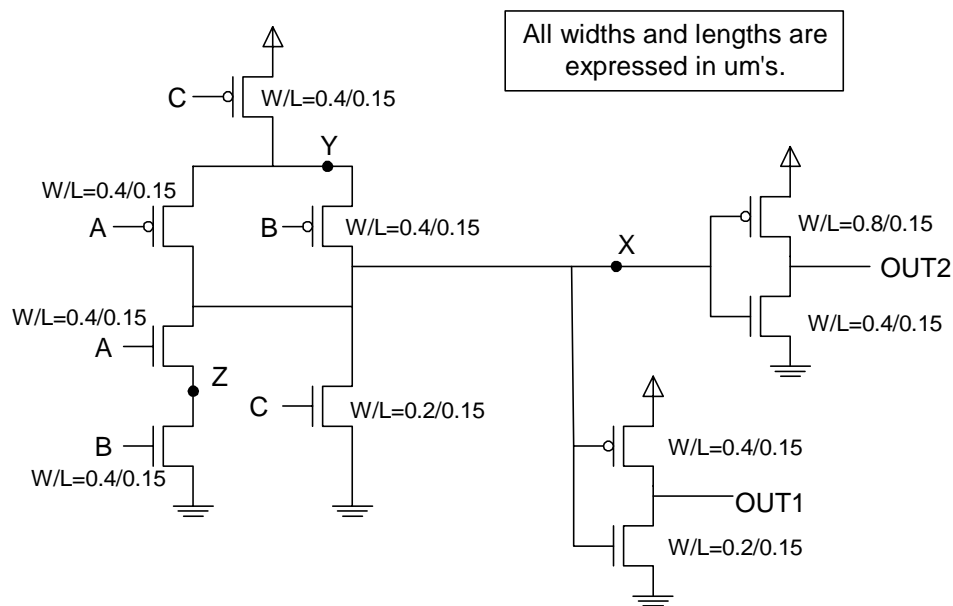 All widths and lengths are
expressed in um's.
C
W/L=0.4/0.15
Y
W/L=0.4/0.15
A
B
W/L=0.4/0.15
X
W/L=0.8/0.15
OUT2
W/L=0.4/0.15
A
W/L=0.4/0.15
Z
C
W/L=0.2/0.15
B
W/L=0.4/0.15
W/L=0.4/0.15
OUT1
W/L=0.2/0.15